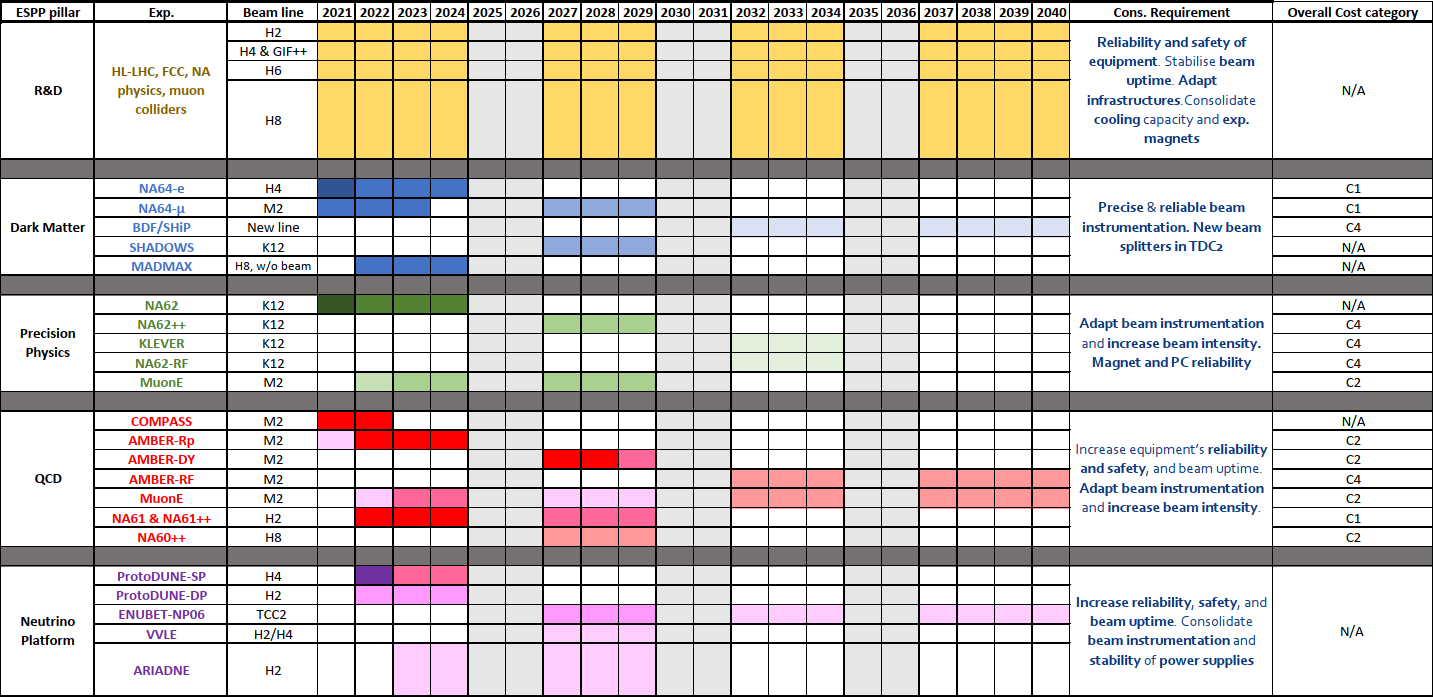 ESPP pillar Exp. Beam line 2021 2022 2023 2024 2025 2026 2027 2028 2029 2030 2031 2032 2033 2034 2035 2036 2037 2038 2039 2040 Cons. Requirement Overall Cost category
R&D
HL-LHC, FCC, NA
physics, muon
colliders
H2
H4 & GIF++
H6
H8
Reliability and safety of
equipment. Stabilise beam
uptime. Adapt
infrastructures.Consolidate
cooling capacity and exp.
magnets
N/A
Dark Matter
NA64-e H4 C1
NA64-μ M2 C1
BDF/SHiP New line C4
SHADOWS K12 N/A
MADMAX H8, w/o beam N/A
Precise & reliable beam
instrumentation. New beam
splitters in TDC2
Precision
Physics
NA62 K12 N/A
NA62++ K12 C4
KLEVER K12 C4
NA62-RF K12 C4
MuonE M2 C2
Adapt beam instrumentation
and increase beam intensity.
Magnet and PC reliability
QCD
COMPASS M2 N/A
AMBER-Rp M2 C2
AMBER-DY M2 C2
AMBER-RF M2 C4
MuonE M2 C2
NA61 & NA61++ H2 C1
NA60++ H8 C2
Increase equipment's reliability
and safety, and beam uptime.
Adapt beam instrumentation
and increase beam intensity.
Neutrino
Platform
ProtoDUNE-SP H4
ProtoDUNE-DP H2
ENUBET-NP06 TCC2
VVLE H2/H4
ARIADNE H2
Increase reliability, safety, and
beam uptime. Consolidate
beam instrumentation and
stability of power supplies
N/A